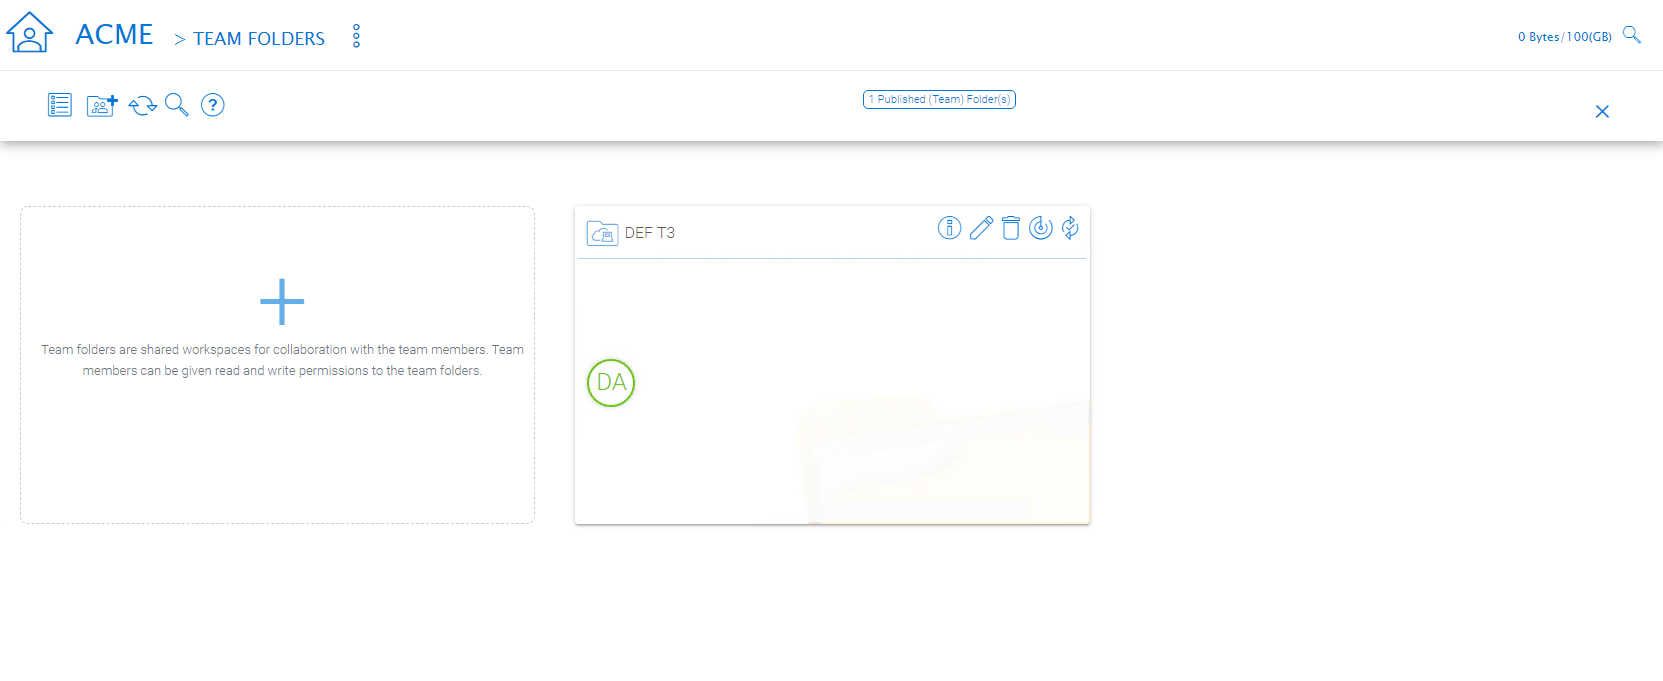 ACME > TEAM FOLDERS
0 Bytes/100(GB)
?
1 Published (Team) Folder(s)
Team folders are shared workspaces for collaboration with the team members. Team
members can be given read and write permissions to the team folders.
DEF T3
DA